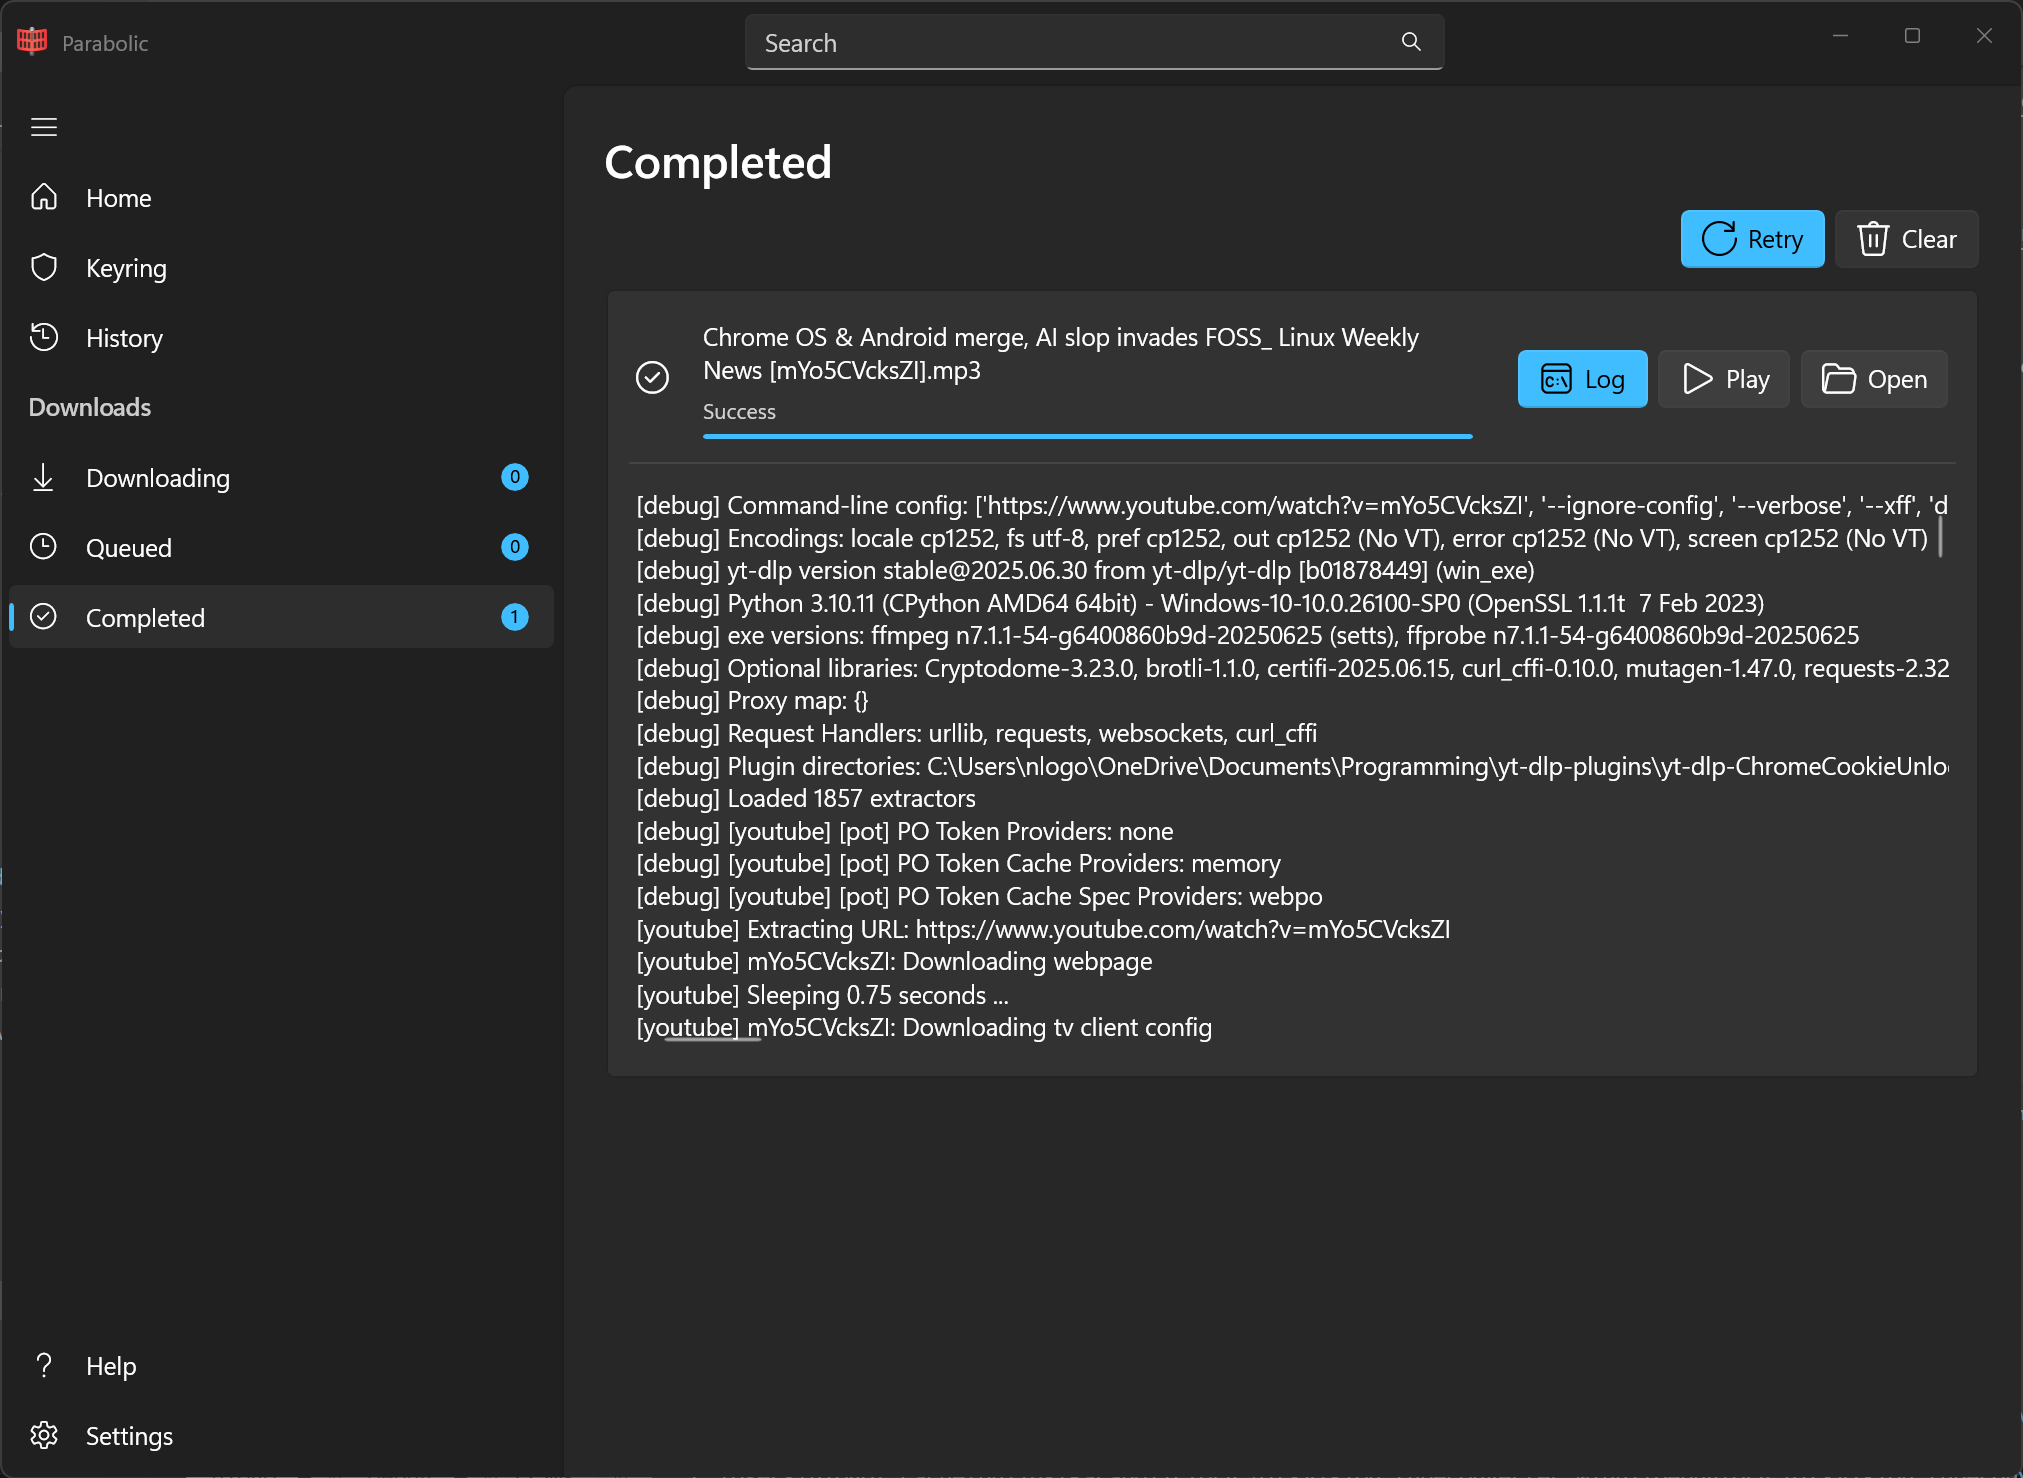 Parabolic
Search
Home
Keyring
History
Downloads
Downloading 0
Queued 0
Completed 1
Help
Settings
Completed
Retry
Clear
Chrome OS & Android merge, AI slop invades FOSS_ Linux Weekly
News [mYo5CVcksZI].mp3
Success
C:\ Log
Play
Open
[debug] Command-line config: ['https://www.youtube.com/watch?v=mYo5CVcksZI', '--ignore-config', '--verbose', '--xff', 'd
[debug] Encodings: locale cp1252, fs utf-8, pref cp1252, out cp1252 (No VT), error cp1252 (No VT), screen cp1252 (No VT)
[debug] yt-dlp version stable@2025.06.30 from yt-dlp/yt-dlp [b01878449] (win_exe)
[debug] Python 3.10.11 (CPython AMD64 64bit) - Windows-10-10.0.26100-SP0 (OpenSSL 1.1.1t  7 Feb 2023)
[debug] exe versions: ffmpeg n7.1.1-54-g6400860b9d-20250625 (setts), ffprobe n7.1.1-54-g6400860b9d-20250625
[debug] Optional libraries: Cryptodome-3.23.0, brotli-1.1.0, certifi-2025.06.15, curl_cffi-0.10.0, mutagen-1.47.0, requests-2.32
[debug] Proxy map: {}
[debug] Request Handlers: urllib, requests, websockets, curl_cffi
[debug] Plugin directories: C:\Users\nlogo\OneDrive\Documents\Programming\yt-dlp-plugins\yt-dlp-ChromeCookieUnlo
[debug] Loaded 1857 extractors
[debug] [youtube] [pot] PO Token Providers: none
[debug] [youtube] [pot] PO Token Cache Providers: memory
[debug] [youtube] [pot] PO Token Cache Spec Providers: webpo
[youtube] Extracting URL: https://www.youtube.com/watch?v=mYo5CVcksZI
[youtube] mYo5CVcksZI: Downloading webpage
[youtube] Sleeping 0.75 seconds ...
[youtube] mYo5CVcksZI: Downloading tv client config